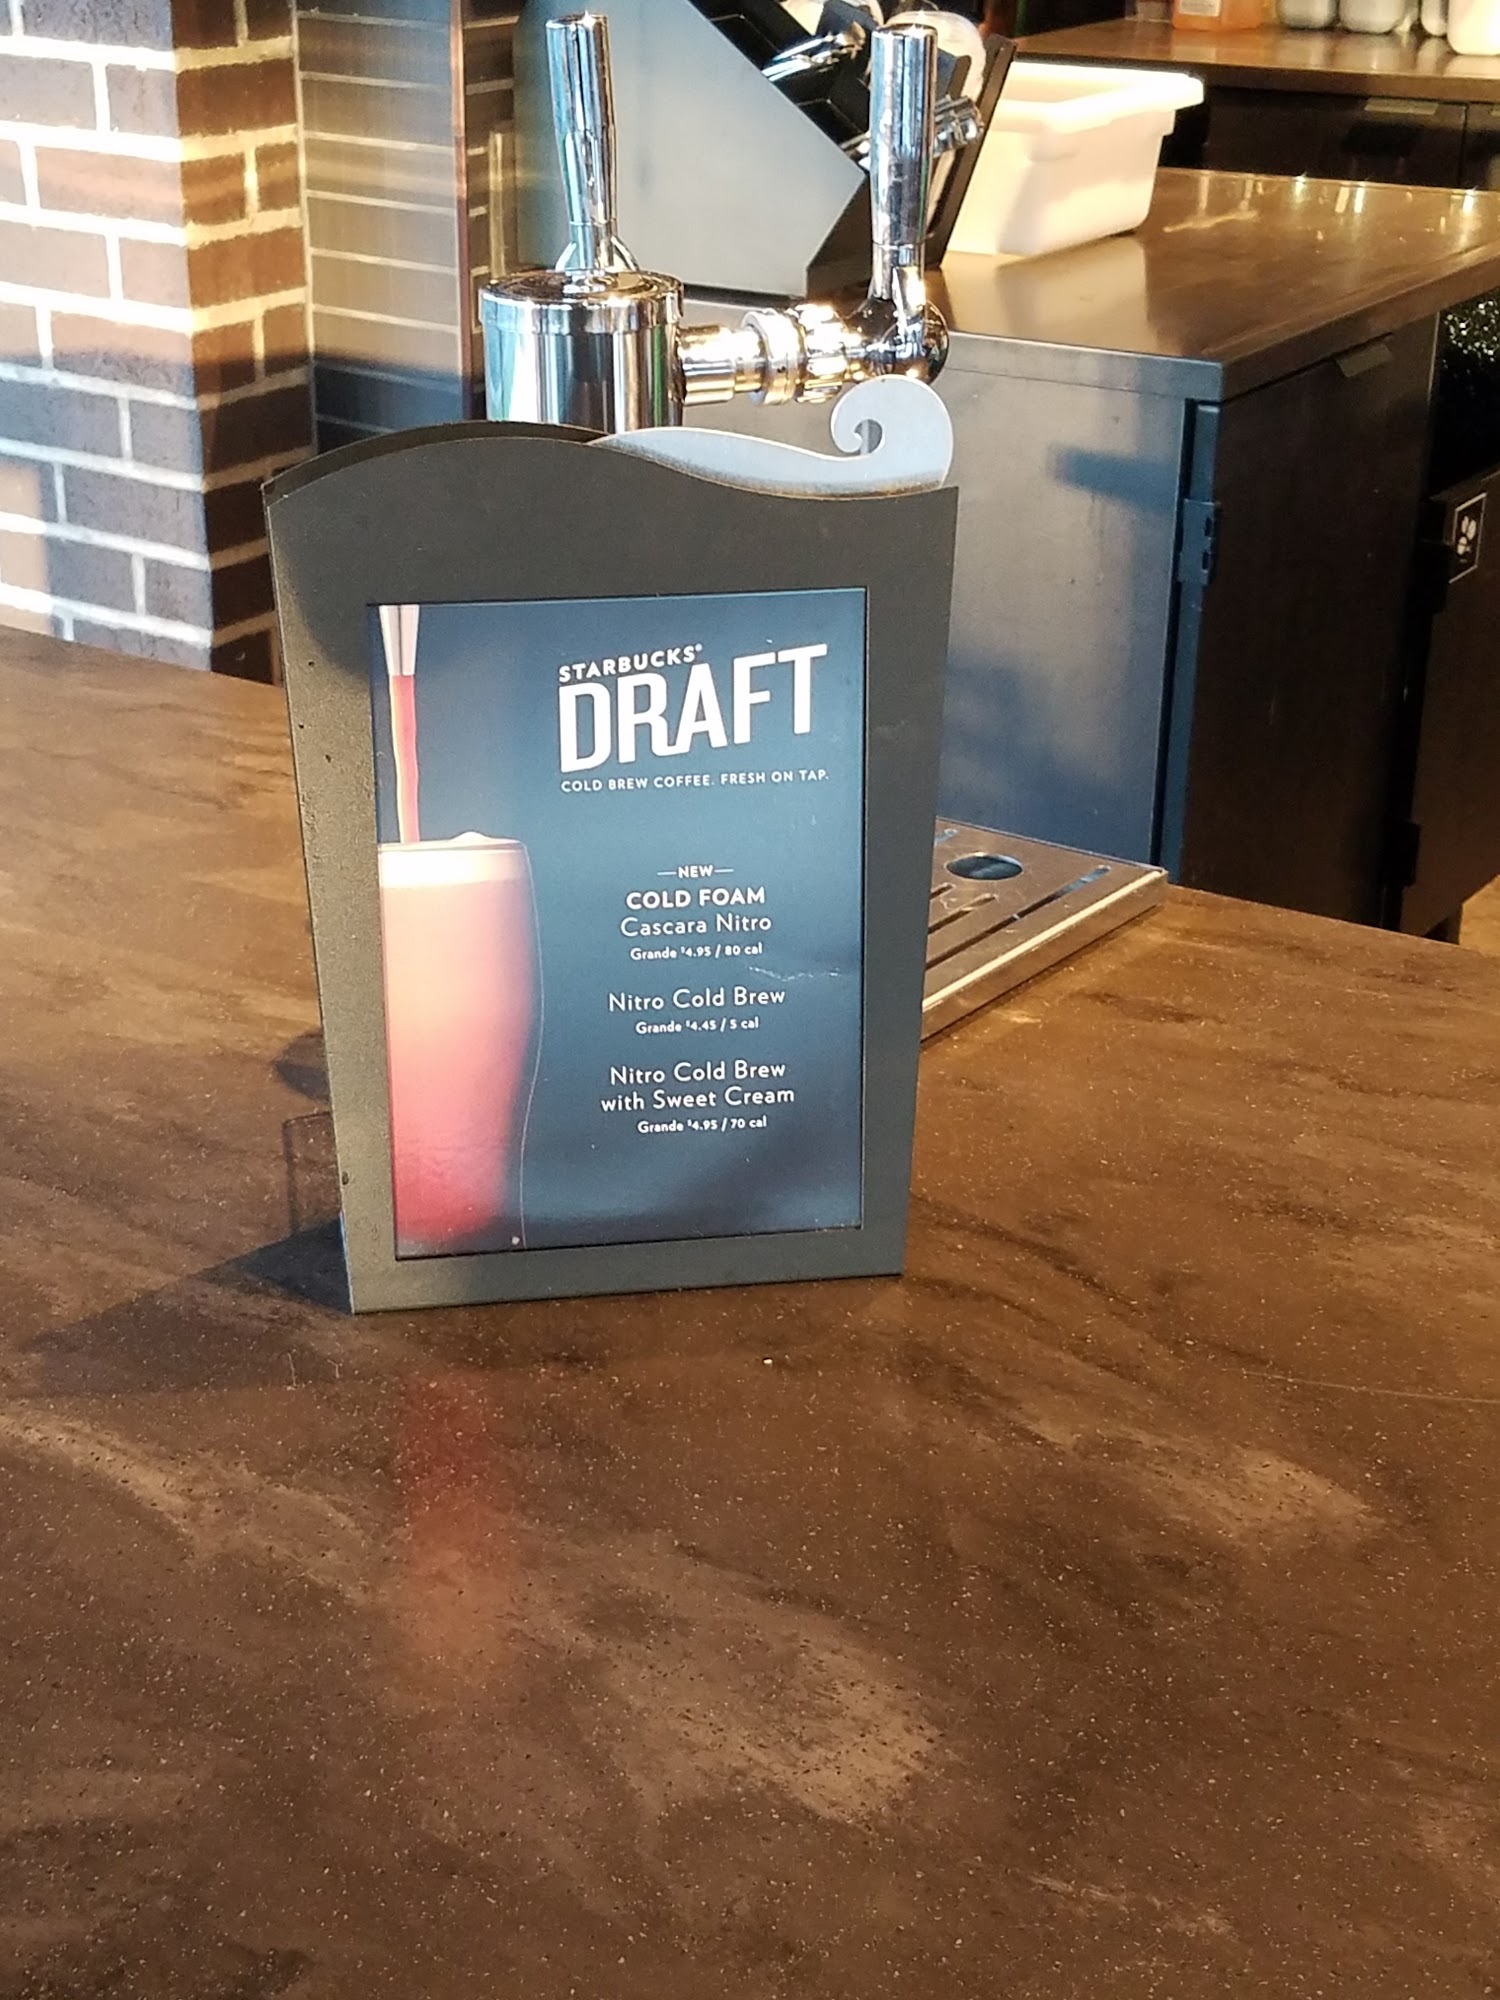 STARBUCKS®
DRAFT
COLD BREW COFFEE. FRESH ON TAP.
—NEW—
COLD FOAM
Cascara Nitro
Grande $4.95 / 80 cal
Nitro Cold Brew
Grande $4.45 / 5 cal
Nitro Cold Brew
with Sweet Cream
Grande $4.95 / 70 cal